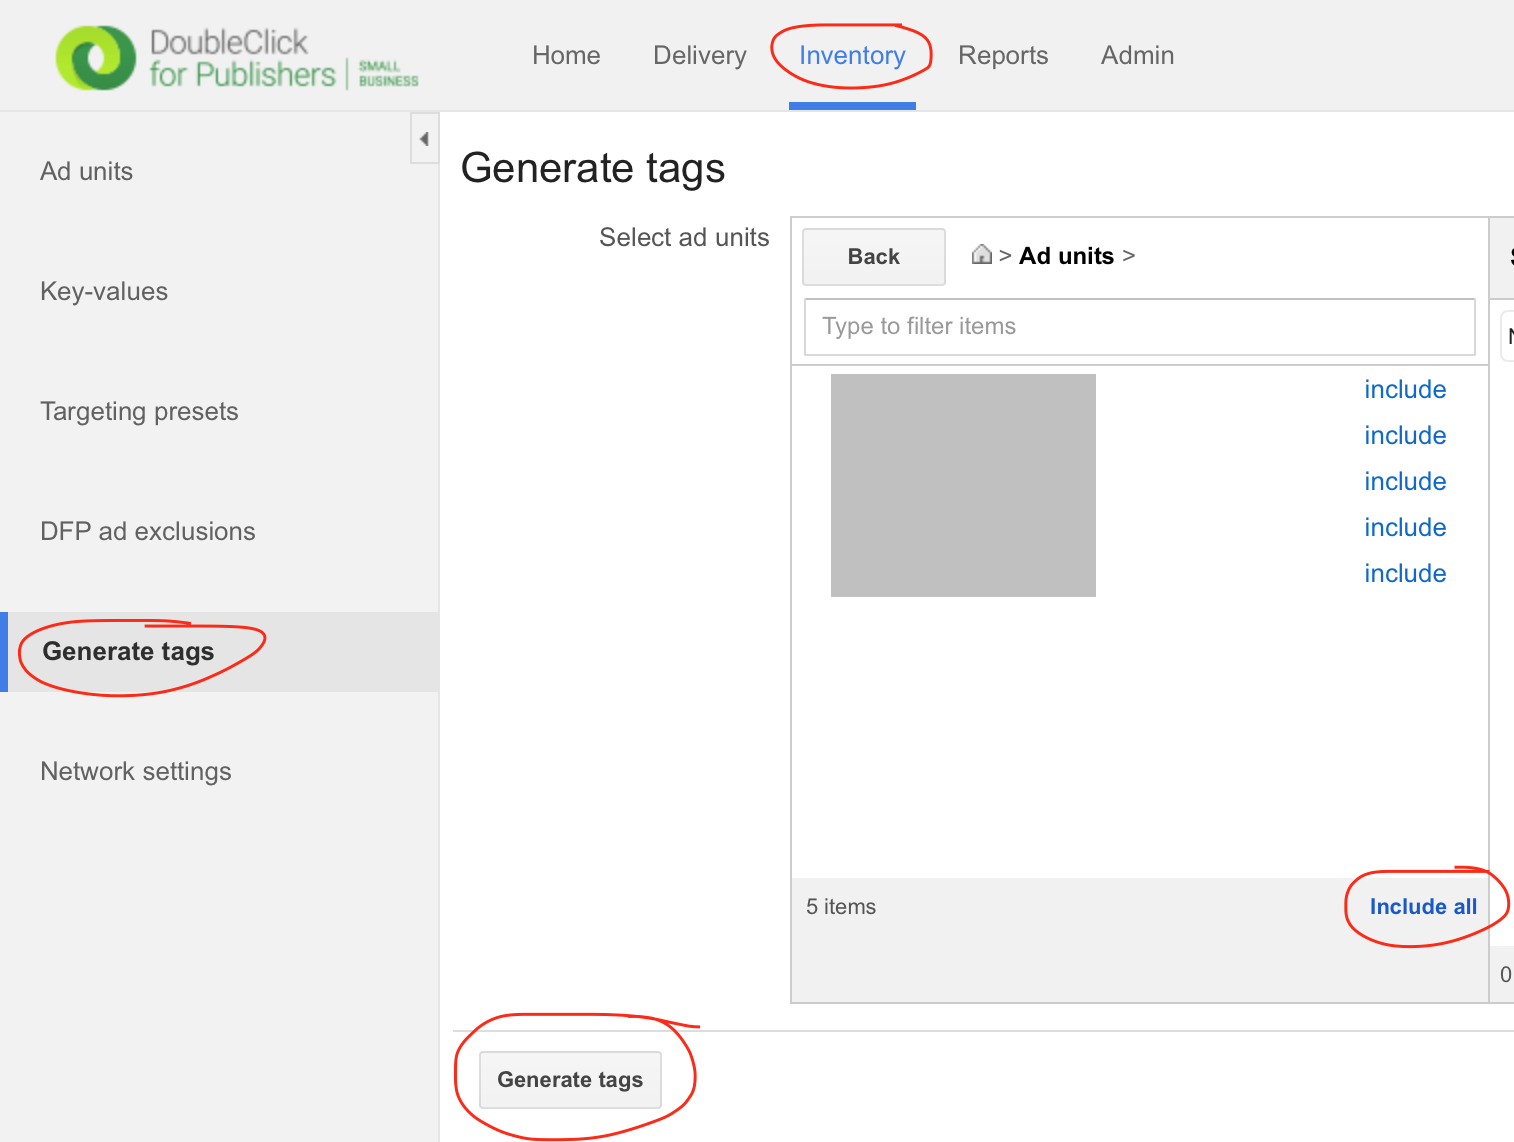 DoubleClick
for Publishers
SMALL
BUSINESS
Home Delivery Inventory Reports Admin
Ad units
Key-values
Targeting presets
DFP ad exclusions
Generate tags
Network settings
Generate tags
Select ad units
Back
> Ad units >
Type to filter items
include
include
include
include
include
5 items
Include all
0
Generate tags